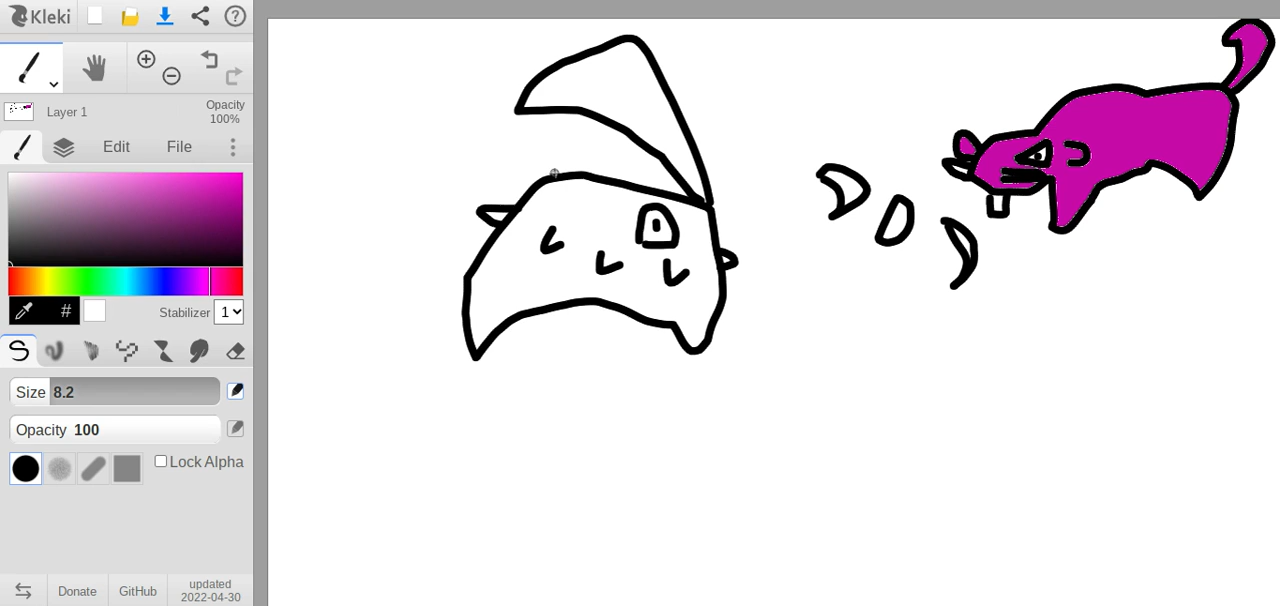 Kleki
Layer 1
Opacity
100%
Edit
File
#
Stabilizer 1
Size 8.2
Opacity 100
Lock Alpha
Donate
GitHub
updated
2022-04-30